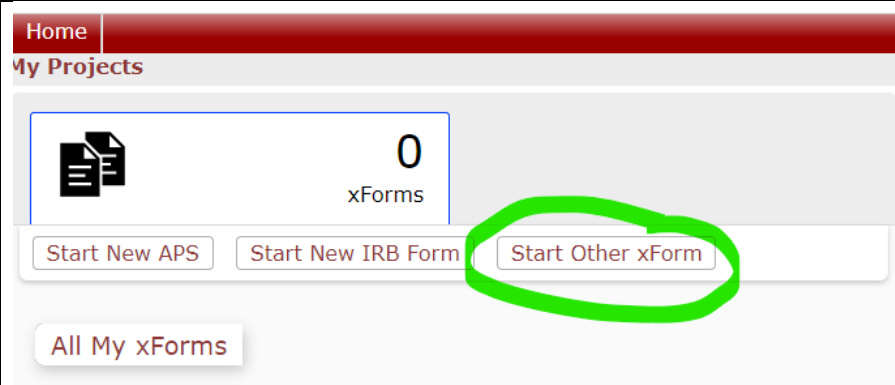 Home
My Projects
0
xForms
Start New APS Start New IRB Form Start Other xForm
All My xForms